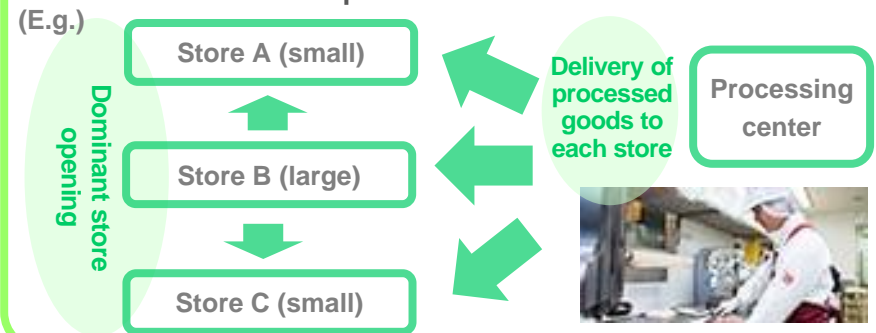 (E.g.)
Store A (small)
Store B (large)
Store C (small)
Dominant store
opening
Delivery of
processed
goods to
each store
Processing
center